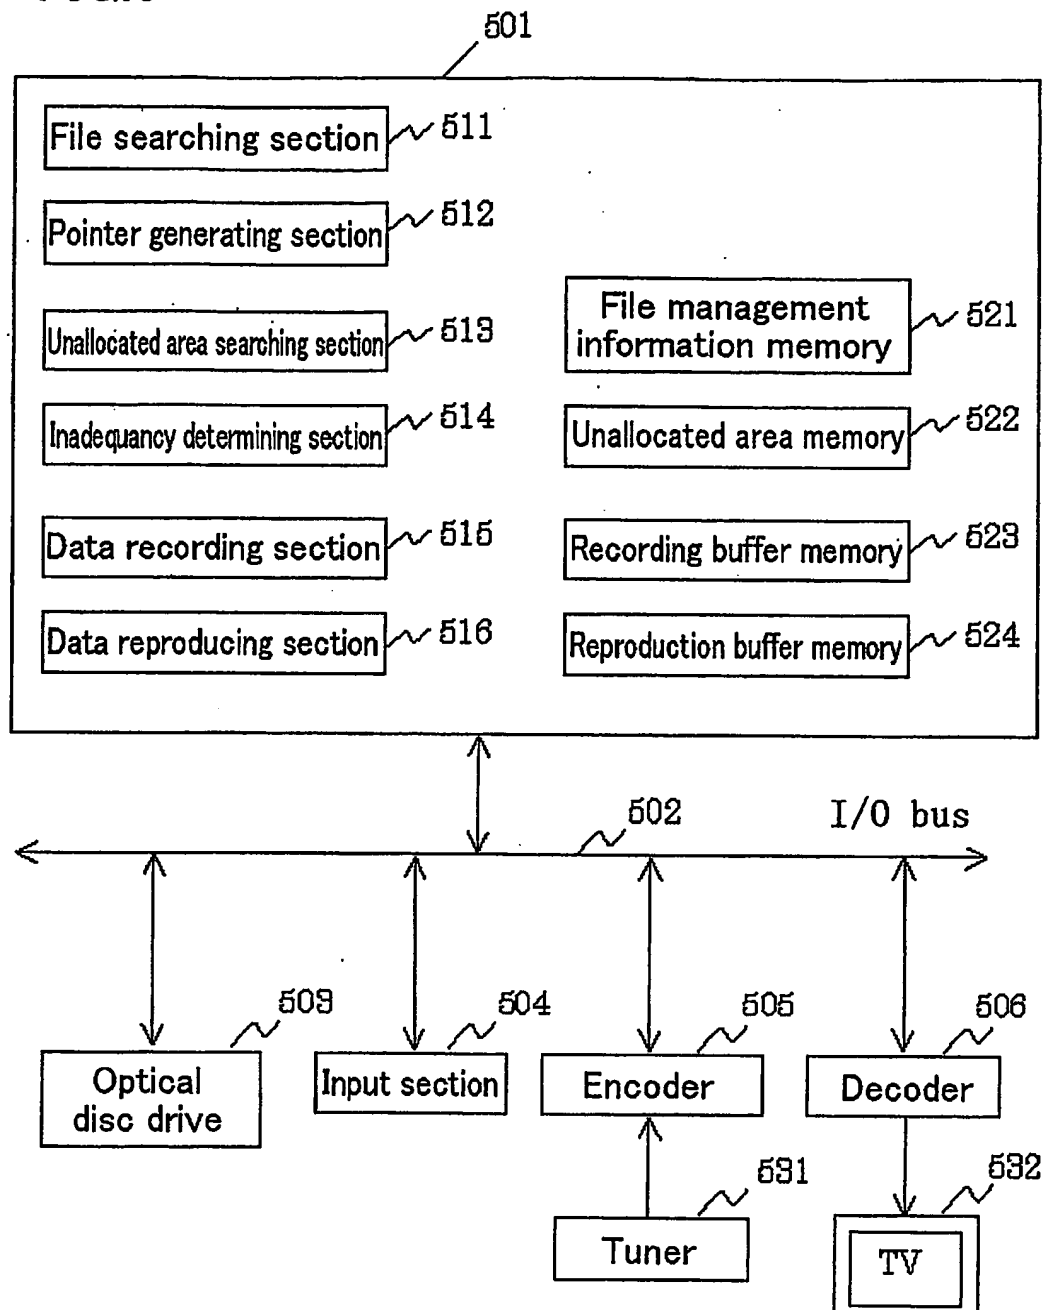 501
File searching section
511
Pointer generating section
512
Unallocated area searching section
513
Inadequancy determining section
514
Data recording section
515
Data reproducing section
516
File management
information memory
521
Unallocated area memory
522
Recording buffer memory
523
Reproduction buffer memory
524
502
I/O bus
503
Optical
disc drive
504
Input section
505
Encoder
506
Decoder
531
Tuner
532
TV